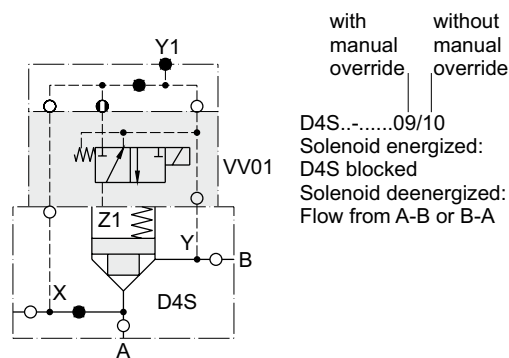 with
manual
override
without
manual
override
Y1
D4S..-......09/10
Solenoid energized:
D4S blocked
Solenoid deenergized:
Flow from A-B or B-A
VV01
Z1
Y
B
X
D4S
A